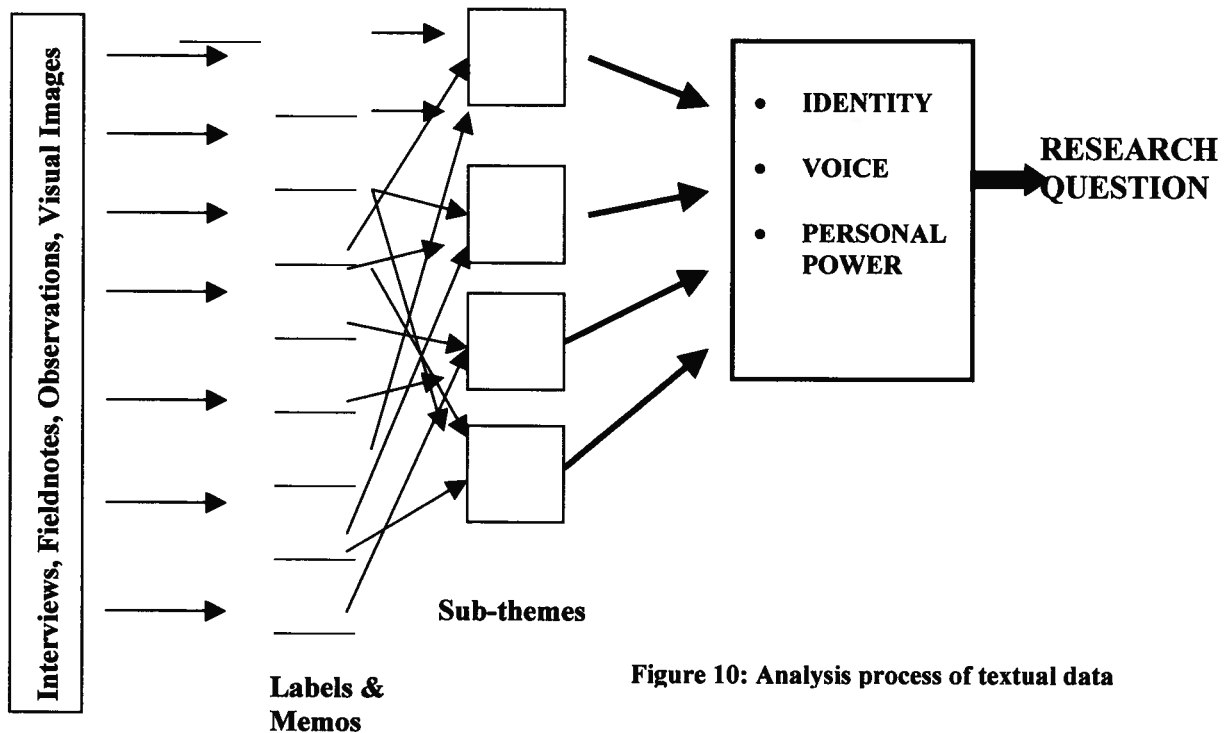 Interviews, Fieldnotes, Observations, Visual Images
Labels &
Memos
Sub-themes
• IDENTITY
• VOICE
• PERSONAL
POWER
RESEARCH
QUESTION
Figure 10: Analysis process of textual data